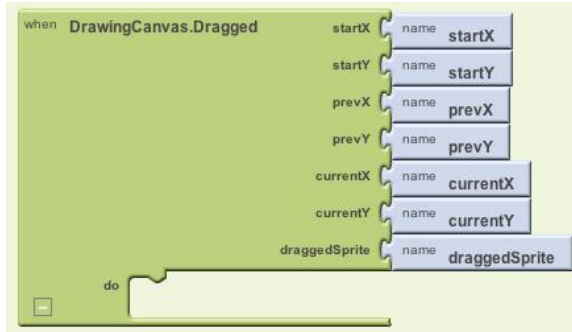 when DrawingCanvas.Dragged startX name startX
startY name startY
prevX name prevX
prevY name prevY
currentX name currentX
currentY name currentY
draggedSprite name draggedSprite
do